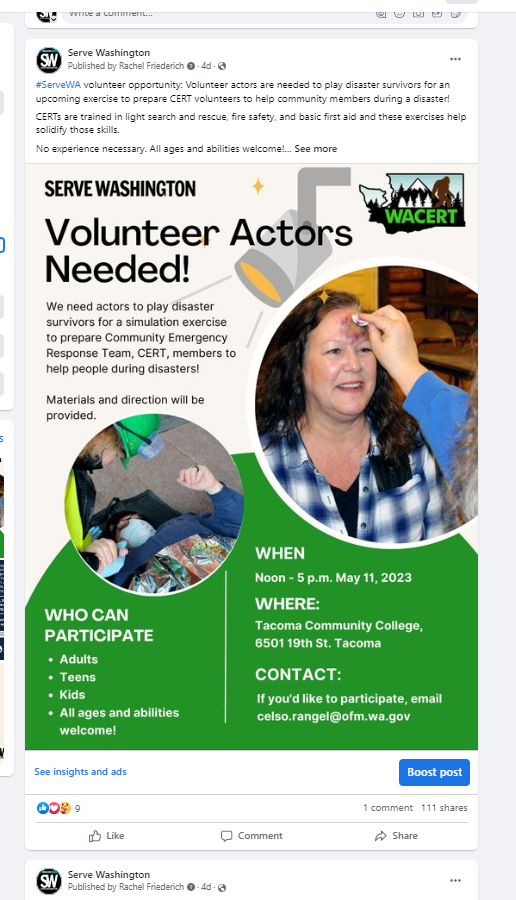 Write a comment...
SW
Serve Washington
Published by Rachel Friederich · 4d ·
#ServeWA volunteer opportunity: Volunteer actors are needed to play disaster survivors for an
upcoming exercise to prepare CERT volunteers to help community members during a disaster!
CERTs are trained in light search and rescue, fire safety, and basic first aid and these exercises help
solidify those skills.
No experience necessary. All ages and abilities welcome!... See more
SERVE WASHINGTON
WACERT
Volunteer Actors
Needed!
We need actors to play disaster
survivors for a simulation exercise
to prepare Community Emergency
Response Team, CERT, members to
help people during disasters!
Materials and direction will be
provided.
WHO CAN
PARTICIPATE
• Adults
• Teens
• Kids
• All ages and abilities
welcome!
WHEN
Noon - 5 p.m. May 11, 2023
WHERE:
Tacoma Community College,
6501 19th St. Tacoma
CONTACT:
If you'd like to participate, email
celso.rangel@ofm.wa.gov
See insights and ads
Boost post
9
1 comment 111 shares
Like Comment Share
SW
Serve Washington
Published by Rachel Friederich · 4d ·